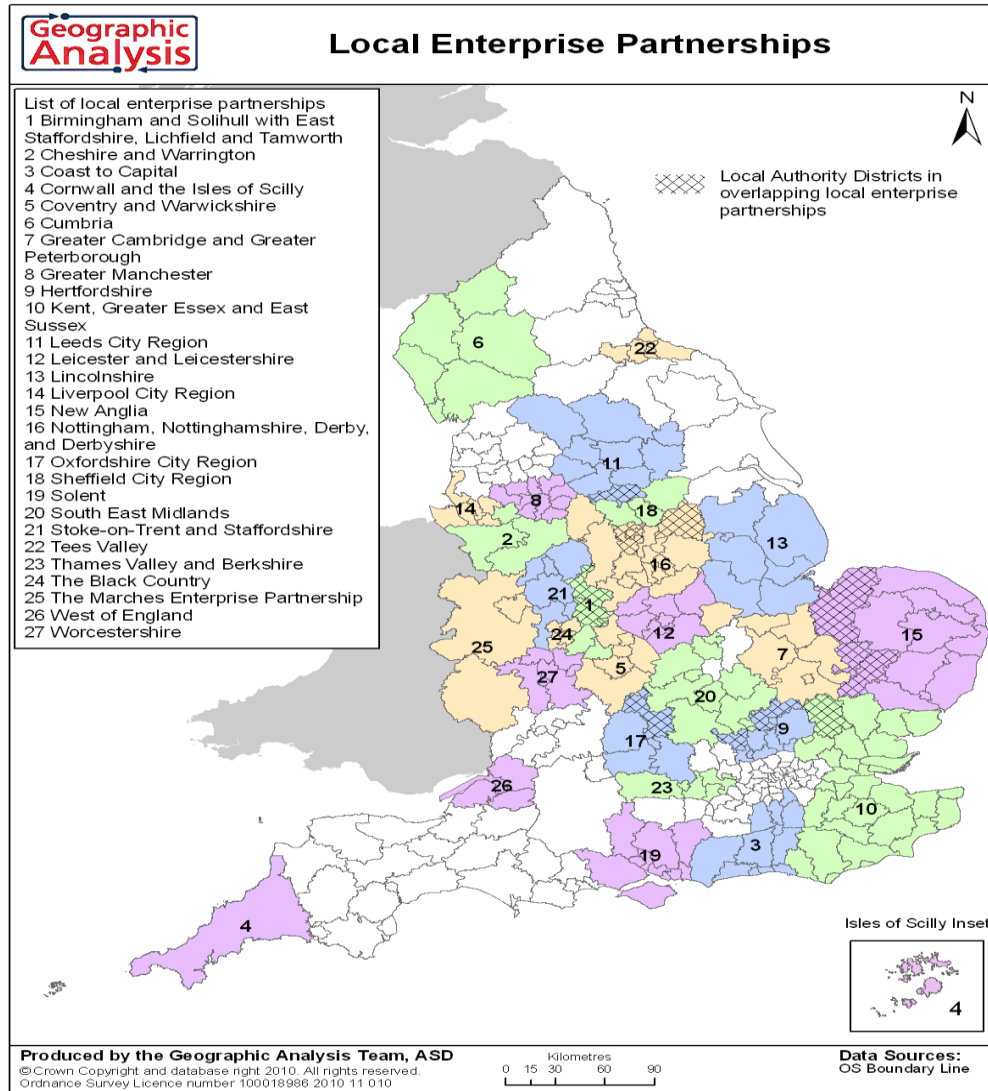 Geographic
Analysis
Local Enterprise Partnerships
List of local enterprise partnerships
1 Birmingham and Solihull with East
Staffordshire, Lichfield and Tamworth
2 Cheshire and Warrington
3 Coast to Capital
4 Cornwall and the Isles of Scilly
5 Coventry and Warwickshire
6 Cumbria
7 Greater Cambridge and Greater
Peterborough
8 Greater Manchester
9 Hertfordshire
10 Kent, Greater Essex and East
Sussex
11 Leeds City Region
12 Leicester and Leicestershire
13 Lincolnshire
14 Liverpool City Region
15 New Anglia
16 Nottingham, Nottinghamshire, Derby,
and Derbyshire
17 Oxfordshire City Region
18 Sheffield City Region
19 Solent
20 South East Midlands
21 Stoke-on-Trent and Staffordshire
22 Tees Valley
23 Thames Valley and Berkshire
24 The Black Country
25 The Marches Enterprise Partnership
26 West of England
27 Worcestershire
N
Local Authority Districts in
overlapping local enterprise
partnerships
6
22
11
8
14
18
2
13
16
21
1
24
12
25
15
7
5
27
20
17
9
26
23
10
3
19
4
Isles of Scilly Inset
4
Produced by the Geographic Analysis Team, ASD
© Crown Copyright and database right 2010. All rights reserved.
Ordnance Survey Licence number 100018986 2010 11 010
Kilometres
0 15 30 60 90
Data Sources:
OS Boundary Line